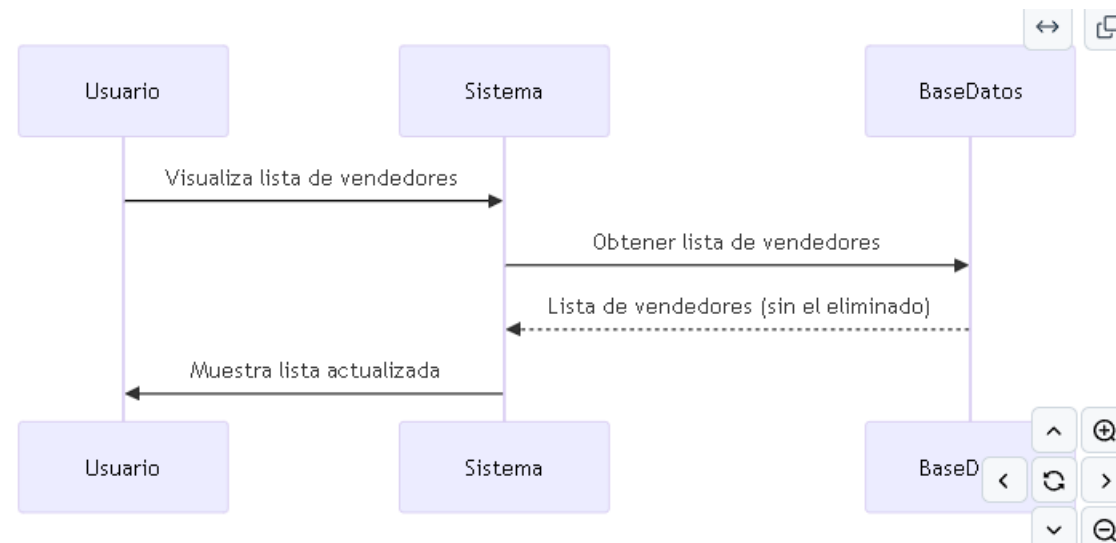 Usuario
Sistema
BaseDatos
Visualiza lista de vendedores
Obtener lista de vendedores
Lista de vendedores (sin el eliminado)
Muestra lista actualizada
Usuario
Sistema
BaseD